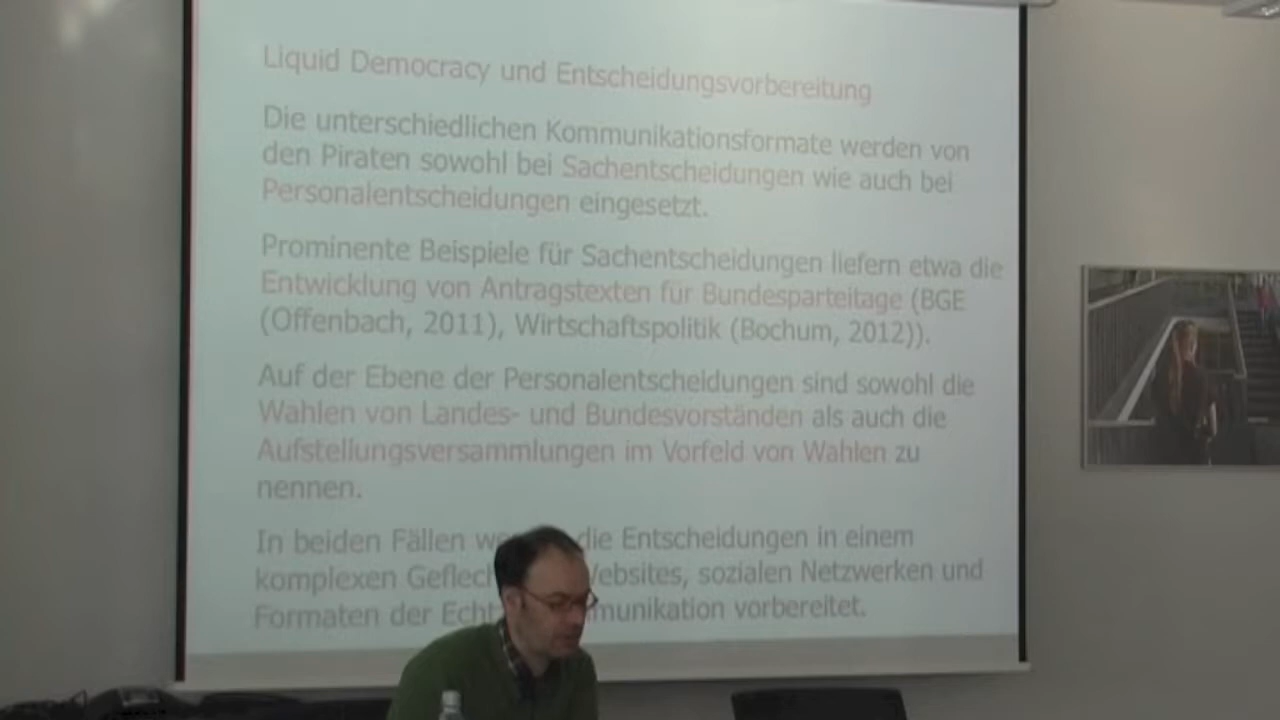 Liquid Democracy und Entscheidungsvorbereitung
Die unterschiedlichen Kommunikationsformate werden von
den Piraten sowohl bei Sachentscheidungen wie auch bei
Personalentscheidungen eingesetzt.
Prominente Beispiele für Sachentscheidungen liefern etwa die
Entwicklung von Antragstexten für Bundesparteitage (BGE
(Offenbach, 2011), Wirtschaftspolitik (Bochum, 2012)).
Auf der Ebene der Personalentscheidungen sind sowohl die
Wahlen von Landes- und Bundesvorständen als auch die
Aufstellungsversammlungen im Vorfeld von Wahlen zu
nennen.
In beiden Fällen die Entscheidungen in einem
komplexen sozialen Netzwerken und
Formaten der vorbereitet.